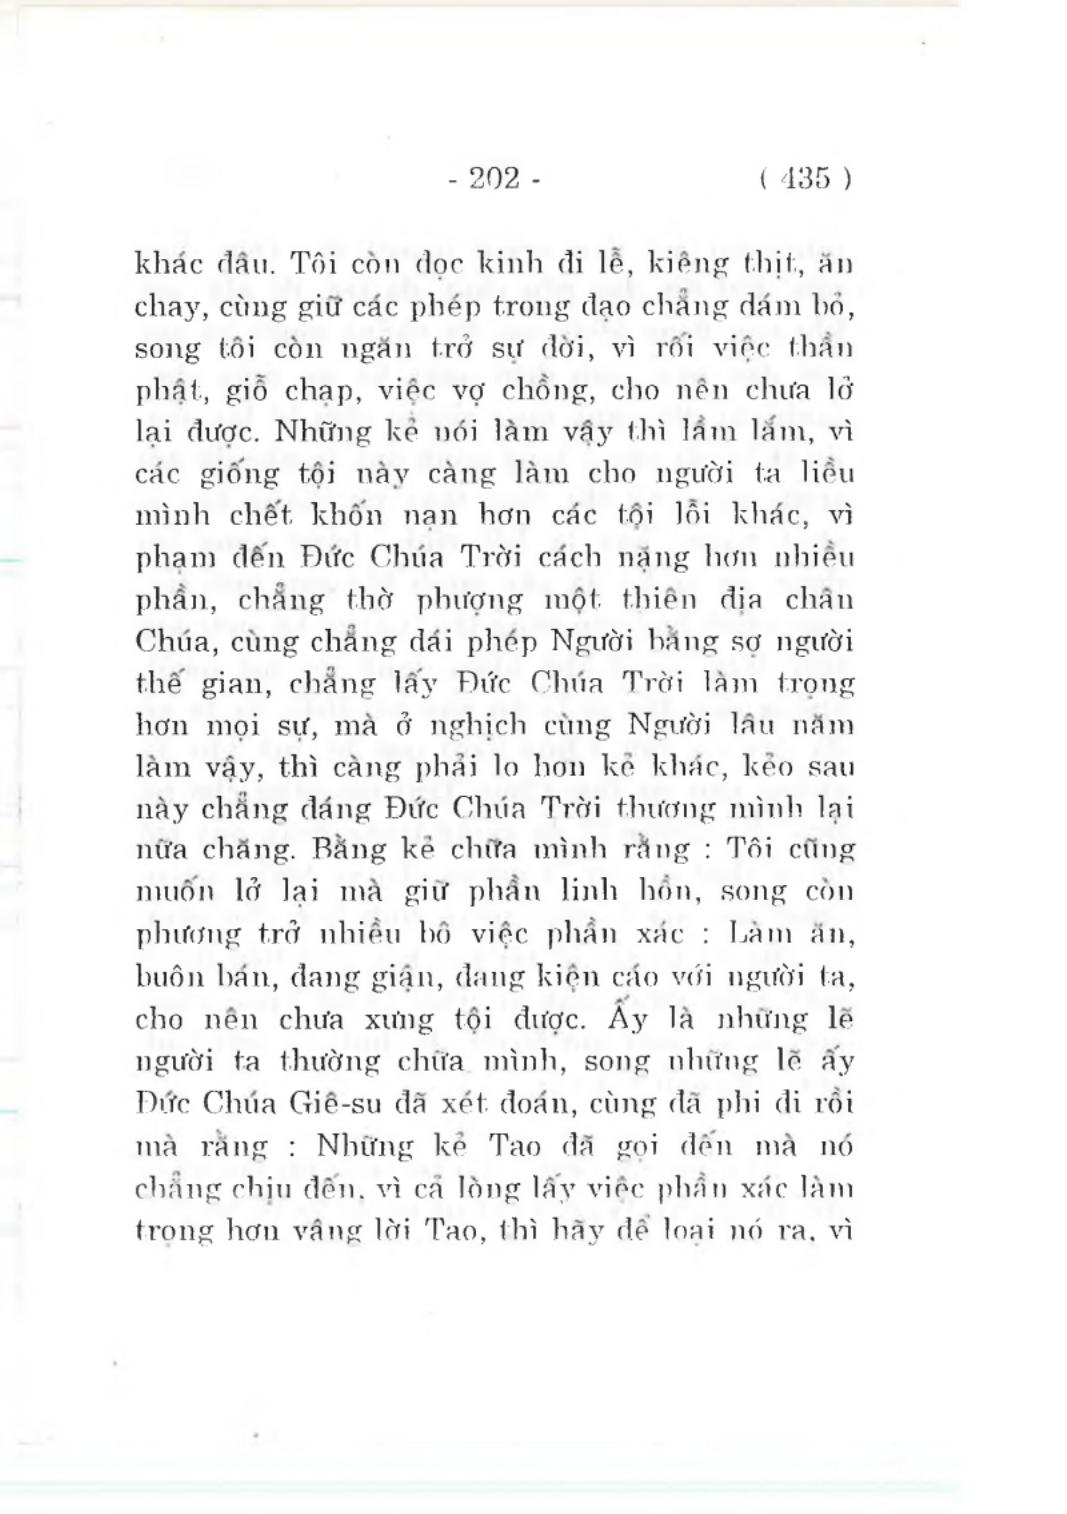 - 202 - ( 435 )
khác đâu. Tôi còn đọc kinh đi lễ, kiêng thịt, ăn
chay, cùng giữ các phép trong đạo chẳng dám bỏ,
song tôi còn ngăn trở sự đời, vì rối việc thần
phật, giỗ chạp, việc vợ chồng, cho nên chưa lở
lại được. Những kẻ nói làm vậy thì lầm lắm, vì
các giống tội này càng làm cho người ta liều
mình chết khốn nạn hơn các tội lỗi khác, vì
phạm đến Đức Chúa Trời cách nặng hơn nhiều
phần, chẳng thờ phượng một thiên địa chân
Chúa, cùng chẳng dái phép Người bằng sợ người
thế gian, chẳng lấy Đức Chúa Trời làm trọng
hơn mọi sự, mà ở nghịch cùng Người lâu năm
làm vậy, thì càng phải lo hơn kẻ khác, kẻo sau
này chẳng đáng Đức Chúa Trời thương mình lại
nữa chăng. Bằng kẻ chữa mình rằng : Tôi cũng
muốn lở lại mà giữ phần linh hồn, song còn
phương trở nhiều bô việc phần xác : Làm ăn,
buôn bán, đang giận, đang kiện cáo với người ta,
cho nên chưa xưng tội được. Ấy là những lẽ
người ta thường chữa mình, song những lẽ ấy
Đức Chúa Giê-su đã xét đoán, cùng đã phi đi rồi
mà rằng : Những kẻ Tao đã gọi đến mà nó
chẳng chịu đến, vì cả lòng lấy việc phần xác làm
trọng hơn vâng lời Tao, thì hãy để loại nó ra, vì